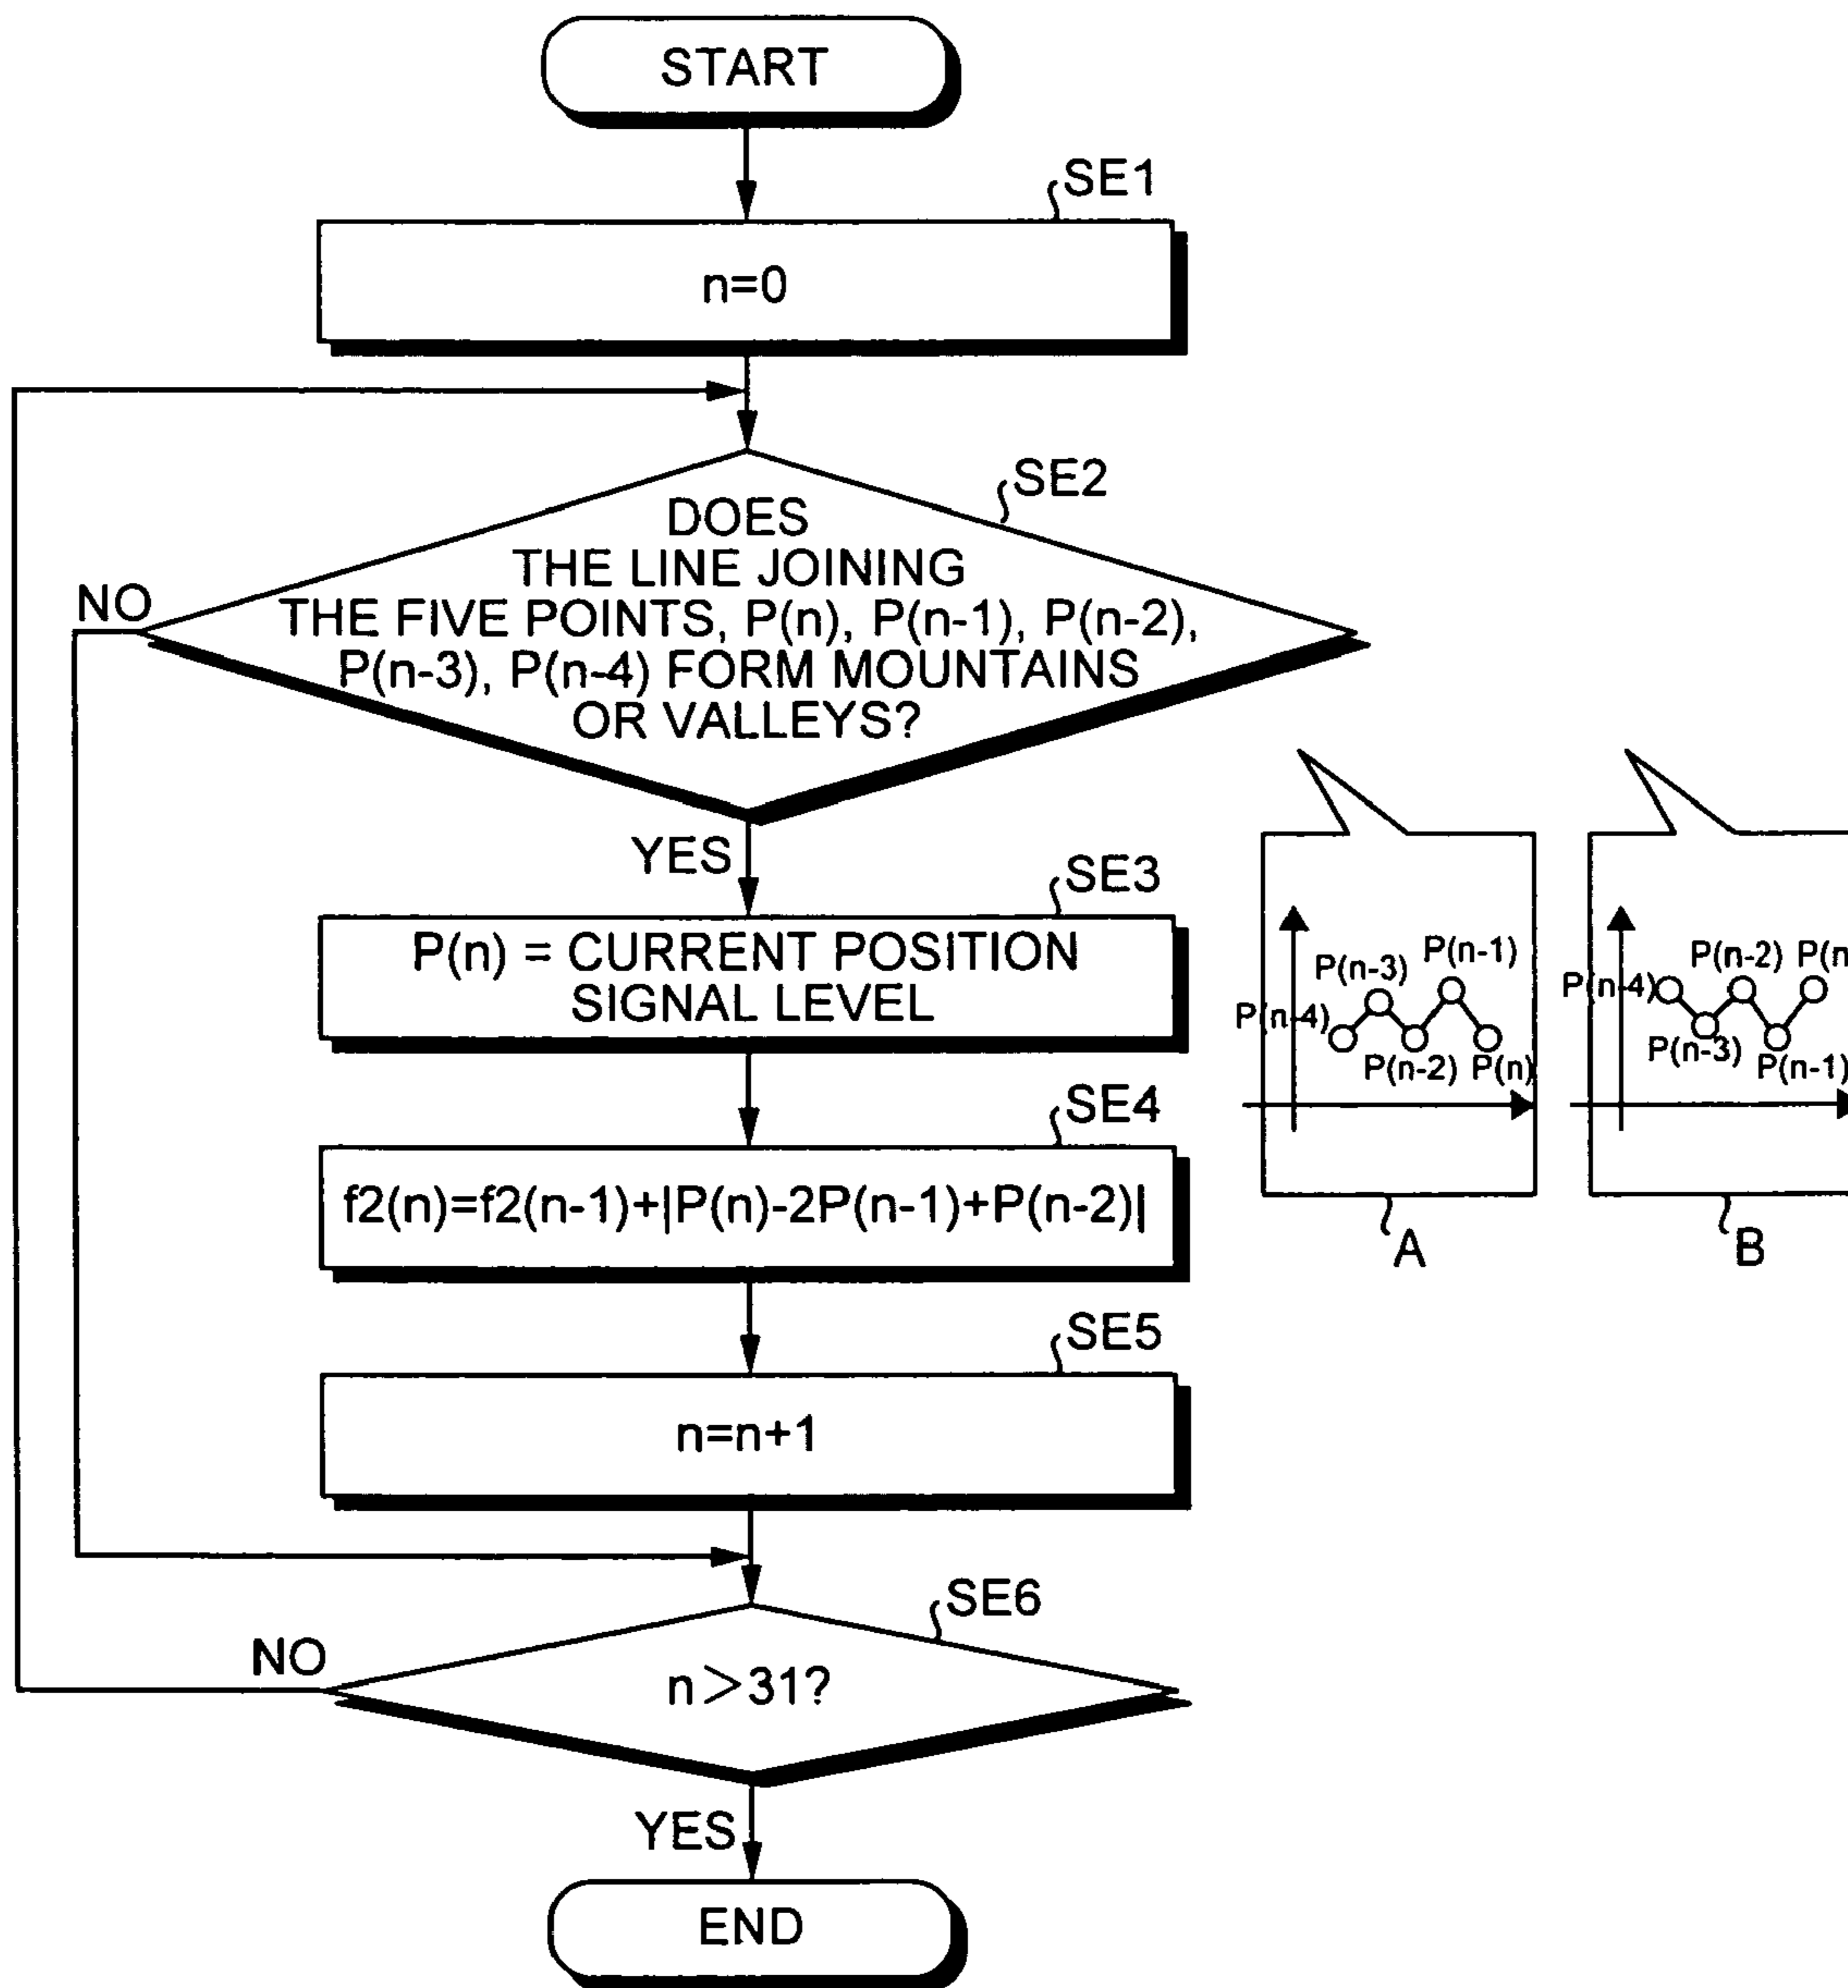 START
SE1
n=0
SE2
DOES
THE LINE JOINING
THE FIVE POINTS, P(n), P(n-1), P(n-2),
P(n-3), P(n-4) FORM MOUNTAINS
OR VALLEYS?
NO
YES
SE3
P(n) = CURRENT POSITION
SIGNAL LEVEL
SE4
f2(n)=f2(n-1)+|P(n)-2P(n-1)+P(n-2)|
SE5
n=n+1
SE6
n>31?
NO
YES
END
P(n-1)
P(n-3)
P(n-4)
P(n-2) P(n)
A
P(n-2) P(n
P(n-4)
P(n-3)
P(n-1)
B